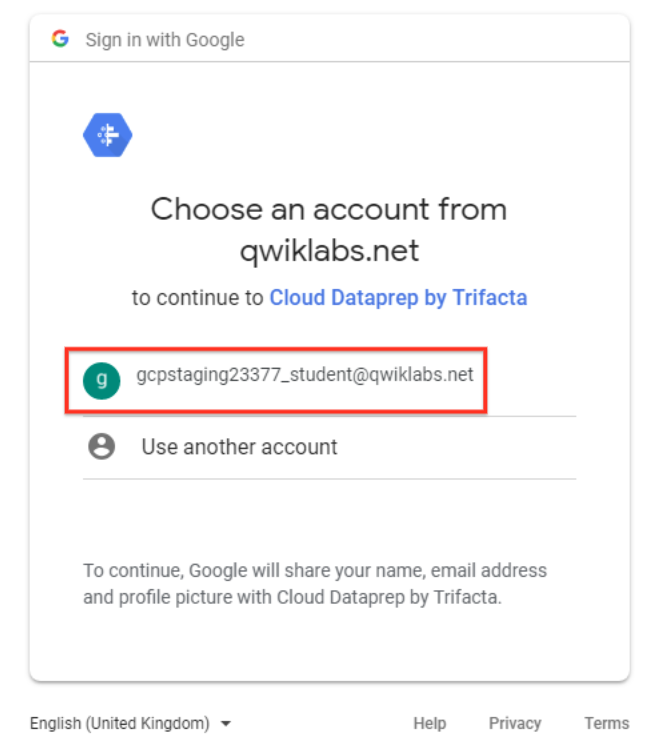 Sign in with Google
Choose an account from
qwiklabs.net
to continue to Cloud Dataprep by Trifacta
g
gcpstaging23377_student@qwiklabs.net
Use another account
To continue, Google will share your name, email address
and profile picture with Cloud Dataprep by Trifacta.
English (United Kingdom)
Help Privacy Terms